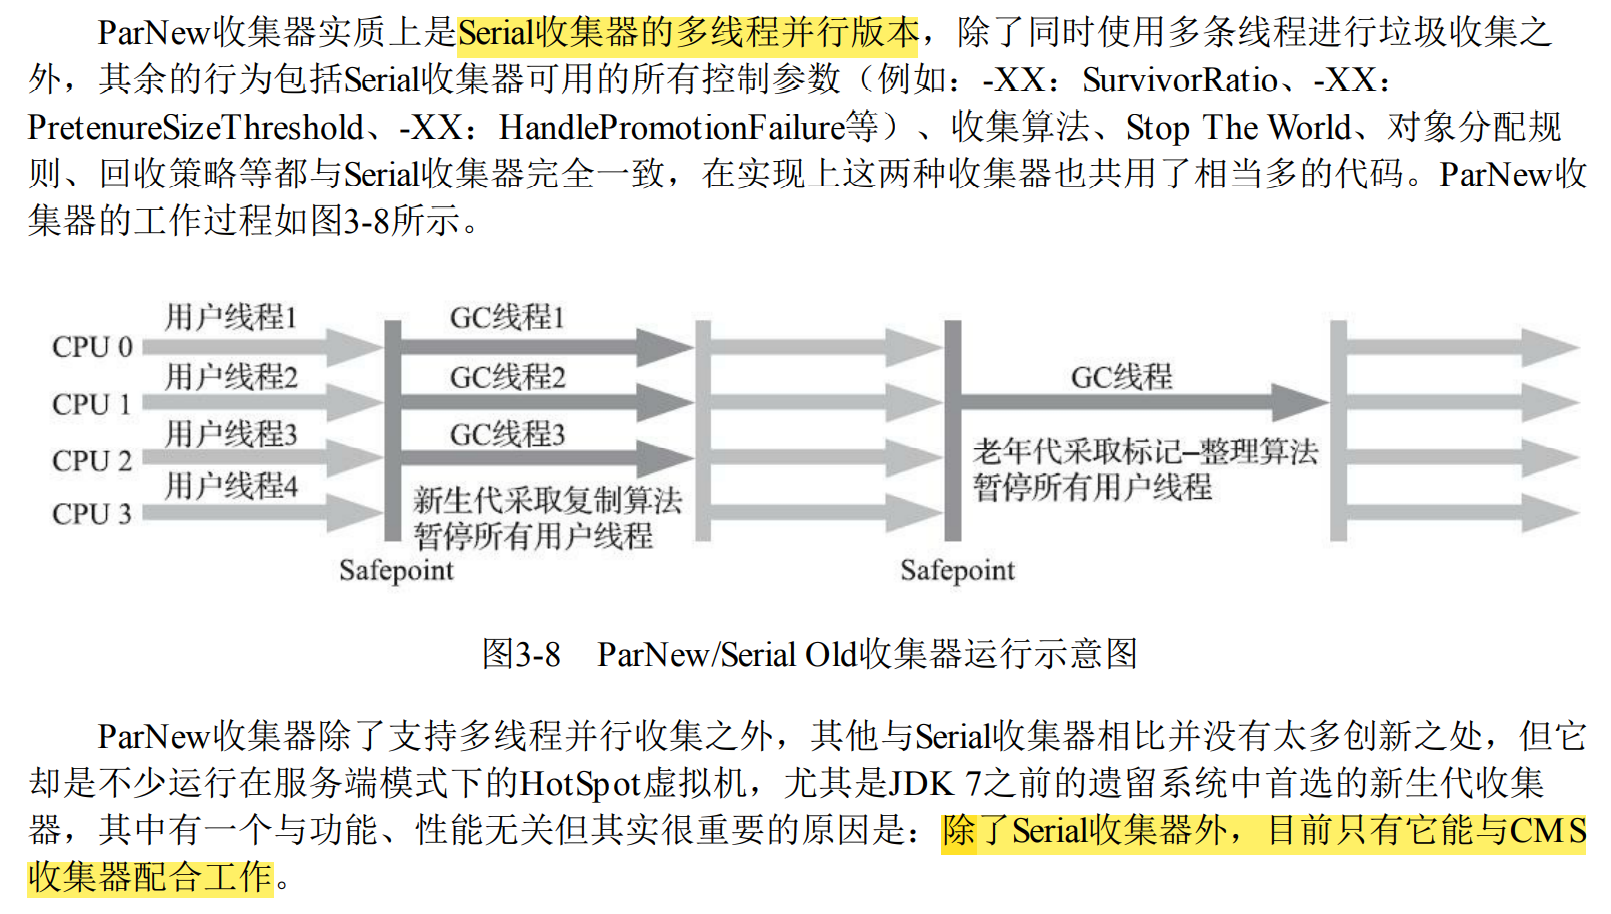 ParNew收集器实质上是Serial收集器的多线程并行版本，除了同时使用多条线程进行垃圾收集之
外，其余的行为包括Serial收集器可用的所有控制参数（例如：-XX：SurvivorRatio、-XX：
PretenureSizeThreshold、-XX：HandlePromotionFailure等）、收集算法、Stop The World、对象分配规
则、回收策略等都与Serial收集器完全一致，在实现上这两种收集器也共用了相当多的代码。ParNew收
集器的工作过程如图3-8所示。
用户线程1
GC线程1
CPU 0
用户线程2
GC线程2
GC线程
CPU 1
用户线程3
GC线程3
CPU 2
用户线程4
CPU 3
新生代采取复制算法
暂停所有用户线程
老年代采取标记–整理算法
暂停所有用户线程
Safepoint
Safepoint
图3-8 ParNew/Serial Old收集器运行示意图
ParNew收集器除了支持多线程并行收集之外，其他与Serial收集器相比并没有太多创新之处，但它
却是不少运行在服务端模式下的HotSpot虚拟机，尤其是JDK 7之前的遗留系统中首选的新生代收集
器，其中有一个与功能、性能无关但其实很重要的原因是：除了Serial收集器外，目前只有它能与CMS
收集器配合工作。